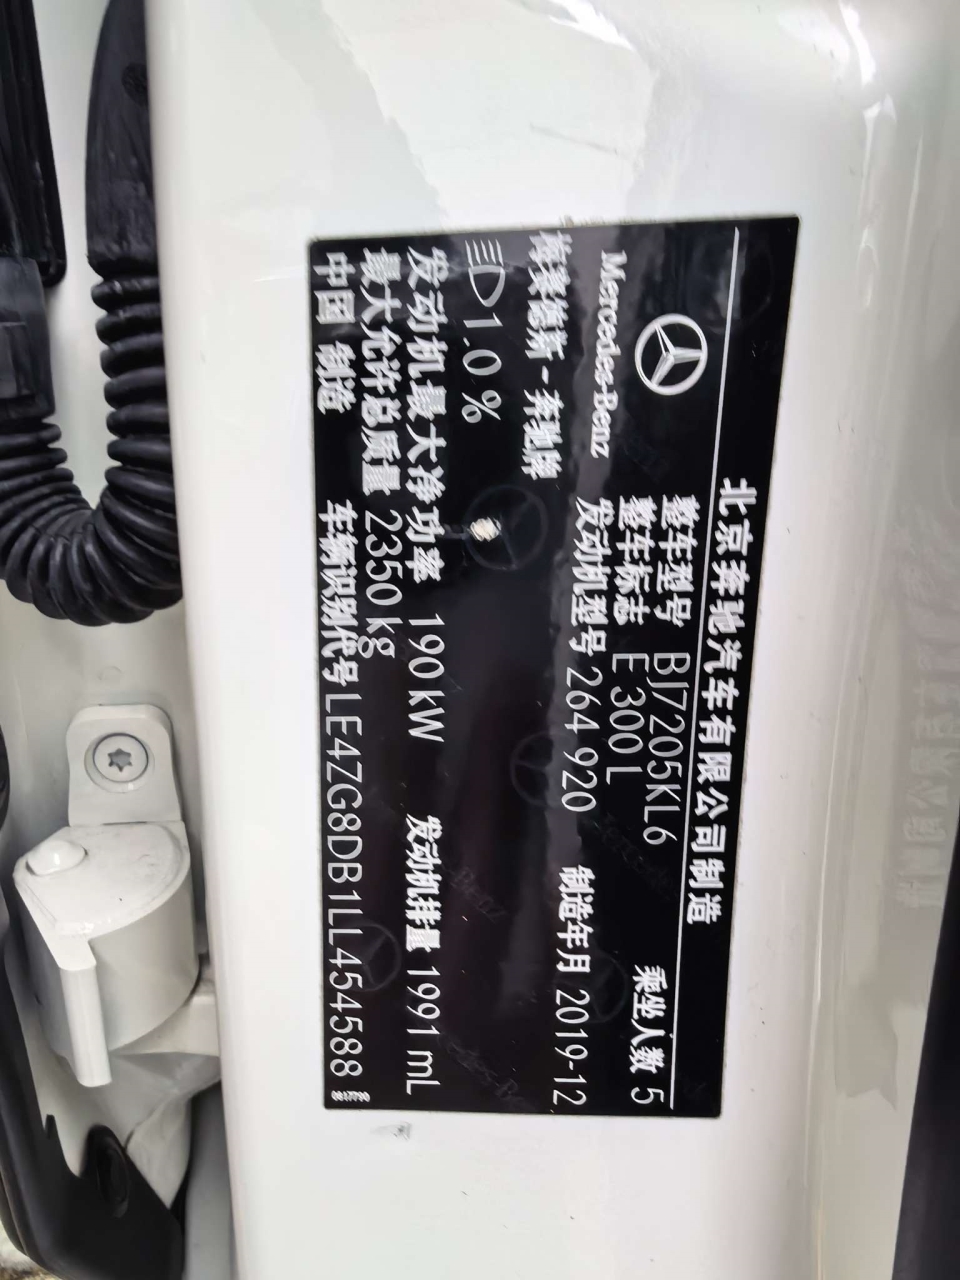 北京奔驰汽车有限公司制造
Mercedes-Benz
梅赛德斯-奔驰牌
整车型号 BJ7205KL6
整车标志 E 300 L
乘坐人数 5
发动机型号 264 920
制造年月 2019-12
1.0 %
发动机最大净功率 190 kW
发动机排量 1991 mL
最大允许总质量 2350 kg
中国 制造
车辆识别代号 LE4ZG8DB1LL454588